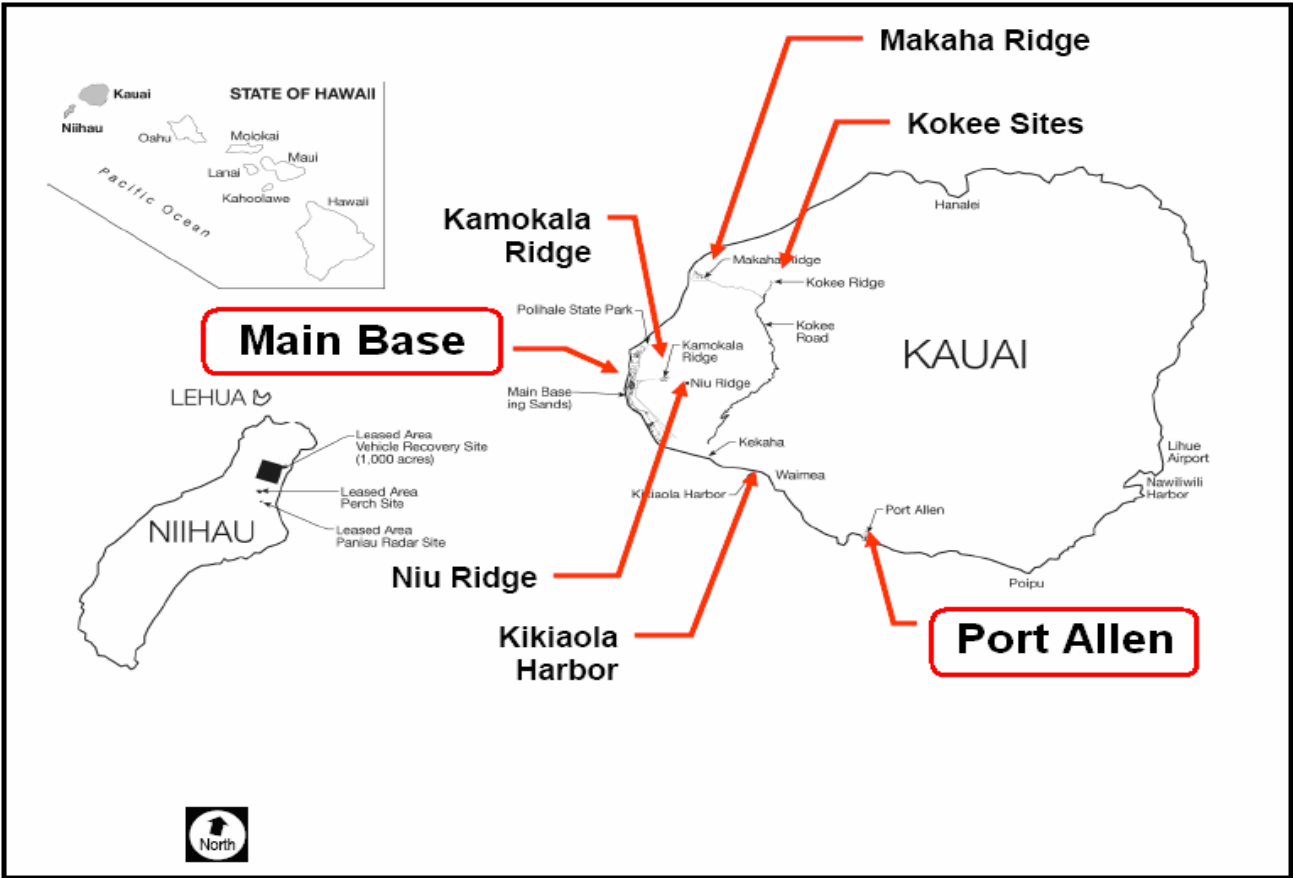 Makaha Ridge
Kokee Sites
Kauai
STATE OF HAWAII
Niihau
Oahu
Molokai
Maui
Lanai
Kahoolawe
Hawaii
Pacific Ocean
Hanalei
Kamokala
Ridge
Makaha Ridge
Kokee Ridge
Polihale State Park
Kokee
Road
Main Base
Kamokala
Ridge
KAUAI
Niu Ridge
Main Base
ing Sands)
LEHUA
Leased Area
Vehicle Recovery Site
(1,000 acres)
Kekaha
Lihue
Airport
Waimea
Nawiliwili
Harbor
Leased Area
Perch Site
Kikiaola Harbor
Port Allen
NIIHAU
Leased Area
Paniau Radar Site
Niu Ridge
Poipu
Kikiaola
Harbor
Port Allen
North